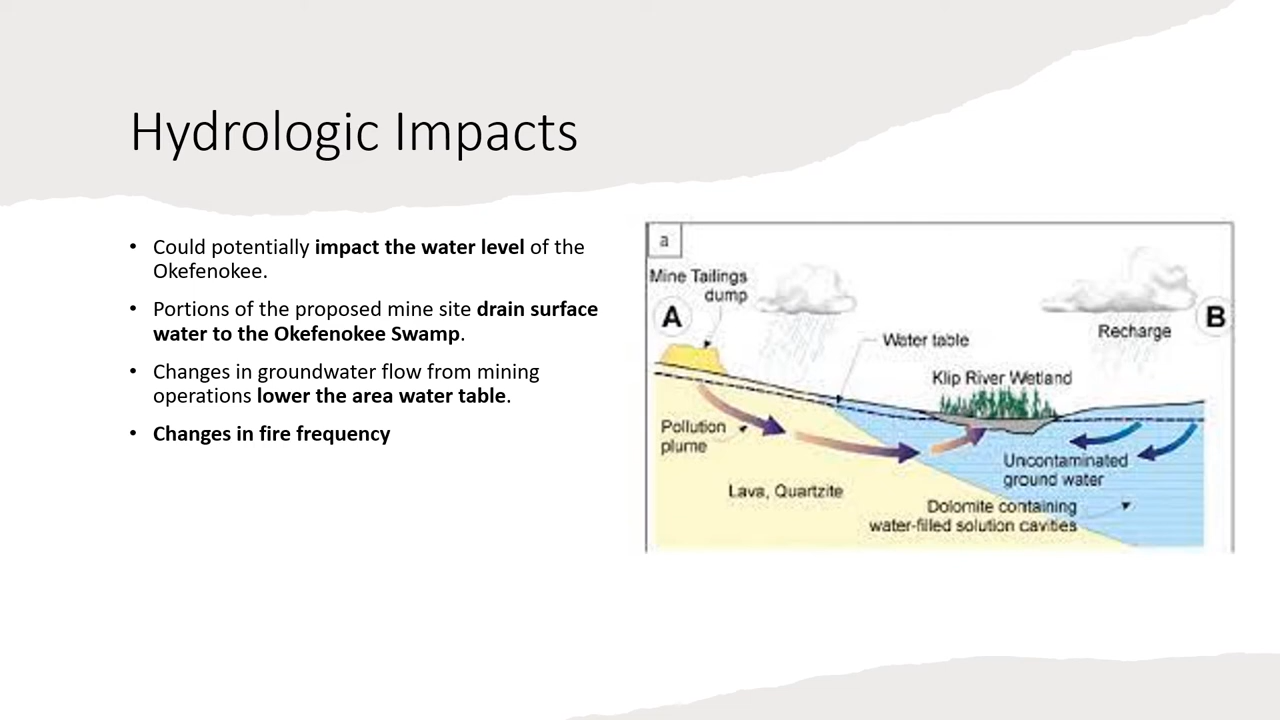 Hydrologic Impacts
• Could potentially impact the water level of the
Okefenokee.
• Portions of the proposed mine site drain surface
water to the Okefenokee Swamp.
• Changes in groundwater flow from mining
operations lower the area water table.
• Changes in fire frequency
a
Mine Tailings
dump
A
B
Recharge
Water table
Klip River Wetland
Pollution
plume
Uncontaminated
ground water
Lava, Quartzite
Dolomite containing
water-filled solution cavities